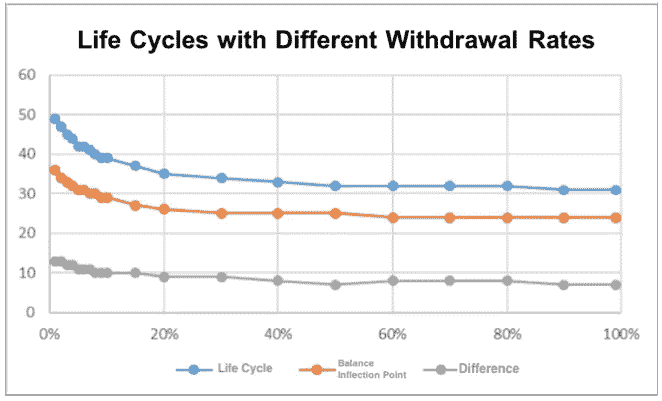 Life Cycles with Different Withdrawal Rates
60
50
40
30
20
10
0
0% 20% 40% 60% 80% 100%
Life Cycle
Balance
Inflection Point
Difference